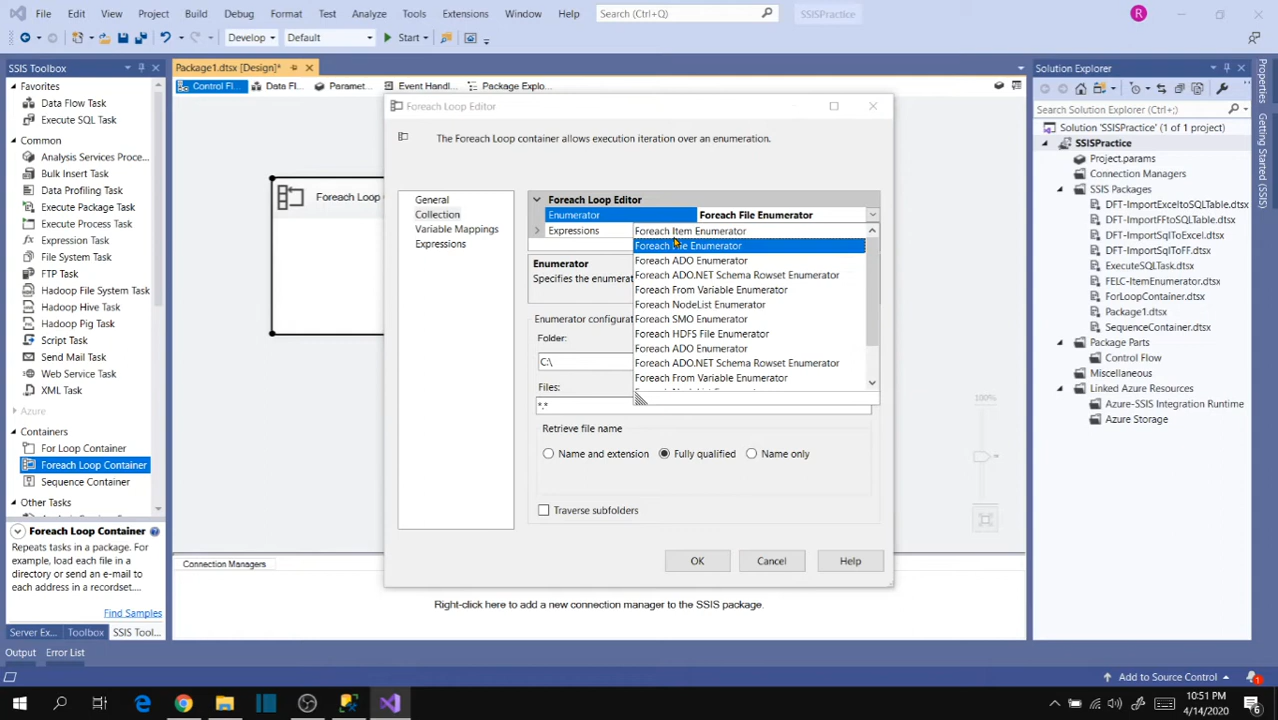 File Edit View Project Build Debug Format Test Analyze Tools Extensions Window Help Search (Ctrl+Q) SSISPractice R
Develop Default Start
SSIS Toolbox
Favorites
Data Flow Task
Execute SQL Task
Common
Analysis Services Proce...
Bulk Insert Task
Data Profiling Task
Execute Package Task
Execute Process Task
Expression Task
File System Task
FTP Task
Hadoop File System Task
Hadoop Hive Task
Hadoop Pig Task
Script Task
Send Mail Task
Web Service Task
XML Task
Azure
Containers
For Loop Container
Foreach Loop Container
Sequence Container
Other Tasks
Foreach Loop Container
Repeats tasks in a package. For
example, load each file in a
directory or send an e-mail to
each address in a recordset....
Find Samples
Server Ex... Toolbox SSIS Tool...
Output Error List
Package1.dtsx [Design]*
Control Fl... Data Fl... Paramet... Event Handl... Package Explo...
Foreach Loop
Foreach Loop Editor
The Foreach Loop container allows execution iteration over an enumeration.
General
Collection
Variable Mappings
Expressions
Foreach Loop Editor
Enumerator Foreach File Enumerator
Expressions
Foreach Item Enumerator
Foreach File Enumerator
Foreach ADO Enumerator
Foreach ADO.NET Schema Rowset Enumerator
Foreach From Variable Enumerator
Foreach NodeList Enumerator
Foreach SMO Enumerator
Foreach HDFS File Enumerator
Foreach ADO Enumerator
Foreach ADO.NET Schema Rowset Enumerator
Foreach From Variable Enumerator
Enumerator
Specifies the enumera
Enumerator configurat
Folder:
C:\
Files:
*.*
Retrieve file name
Name and extension Fully qualified Name only
Traverse subfolders
OK Cancel Help
100%
Connection Managers
Right-click here to add a new connection manager to the SSIS package.
Solution Explorer
Search Solution Explorer (Ctrl+;)
Solution 'SSISPractice' (1 of 1 project)
SSISPractice
Project.params
Connection Managers
SSIS Packages
DFT-ImportExceltoSQLTable.dtsx
DFT-ImportFFtoSQLTable.dtsx
DFT-ImportSqlToExcel.dtsx
DFT-ImportSqlToFF.dtsx
ExecuteSQLTask.dtsx
FELC-ItemEnumerator.dtsx
ForLoopContainer.dtsx
Package1.dtsx
SequenceContainer.dtsx
Package Parts
Control Flow
Miscellaneous
Linked Azure Resources
Azure-SSIS Integration Runtime
Azure Storage
Properties
Getting Started (SSIS)
Add to Source Control
1
10:51 PM
4/14/2020
6